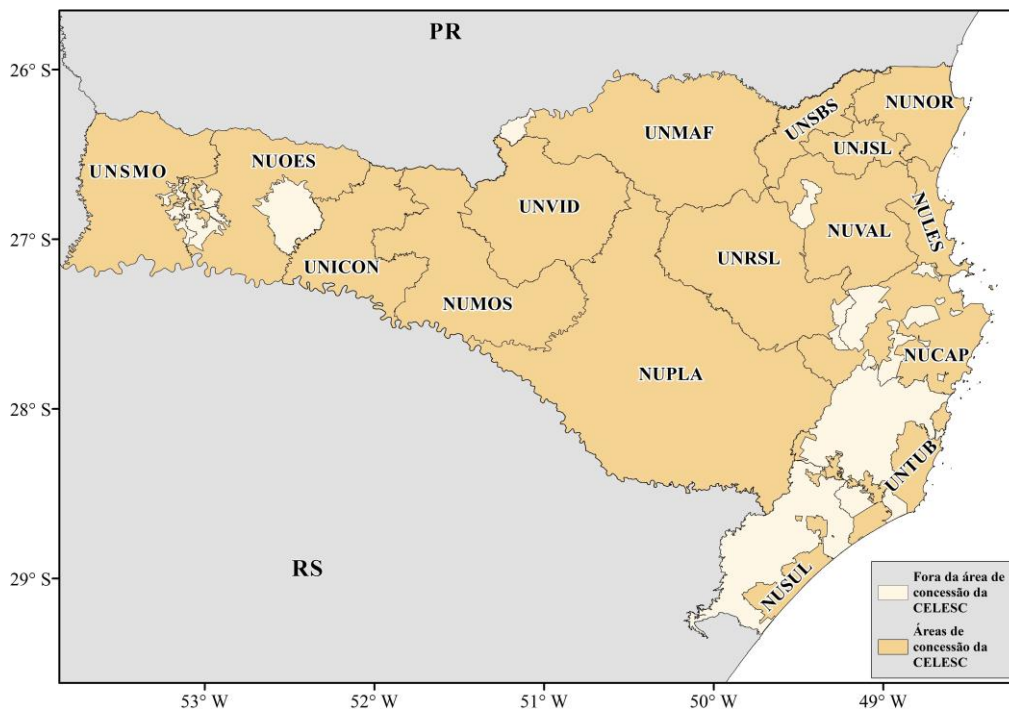 PR
26° S
27° S
28° S
29° S
UNSMO
NUOES
UNMAF
UNSBS
NUNOR
UNJSL
UNVID
NULES
NUVAL
UNRSL
UNICON
NUMOS
NUCAP
NUPLA
UNTUB
NUSUL
RS
Fora da área de
concessão da
CELESC
Áreas de
concessão da
CELESC
53° W
52° W
51° W
50° W
49° W